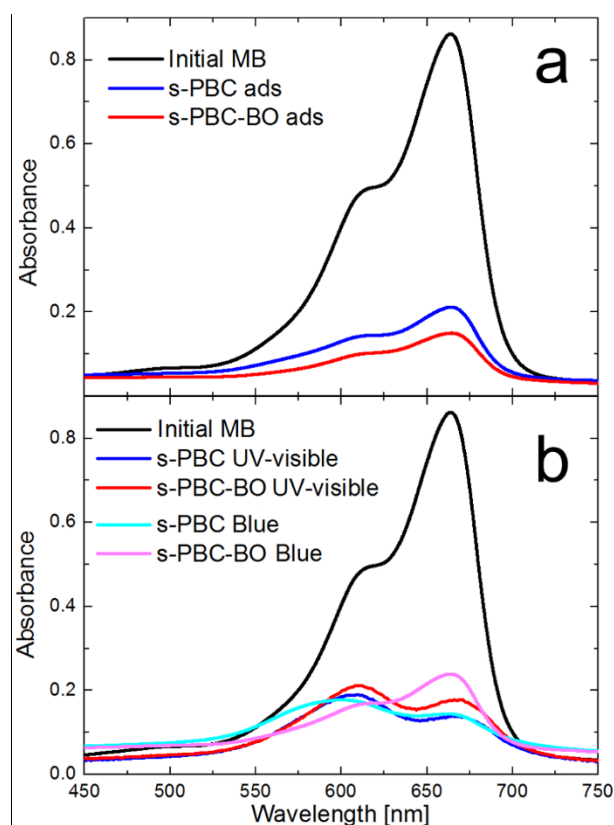 a
Initial MB
s-PBC ads
s-PBC-BO ads
0.8
0.6
0.4
0.2
Absorbance
b
Initial MB
s-PBC UV-visible
s-PBC-BO UV-visible
s-PBC Blue
s-PBC-BO Blue
0.8
0.6
0.4
0.2
0.0
Absorbance
450 500 550 600 650 700 750
Wavelength [nm]